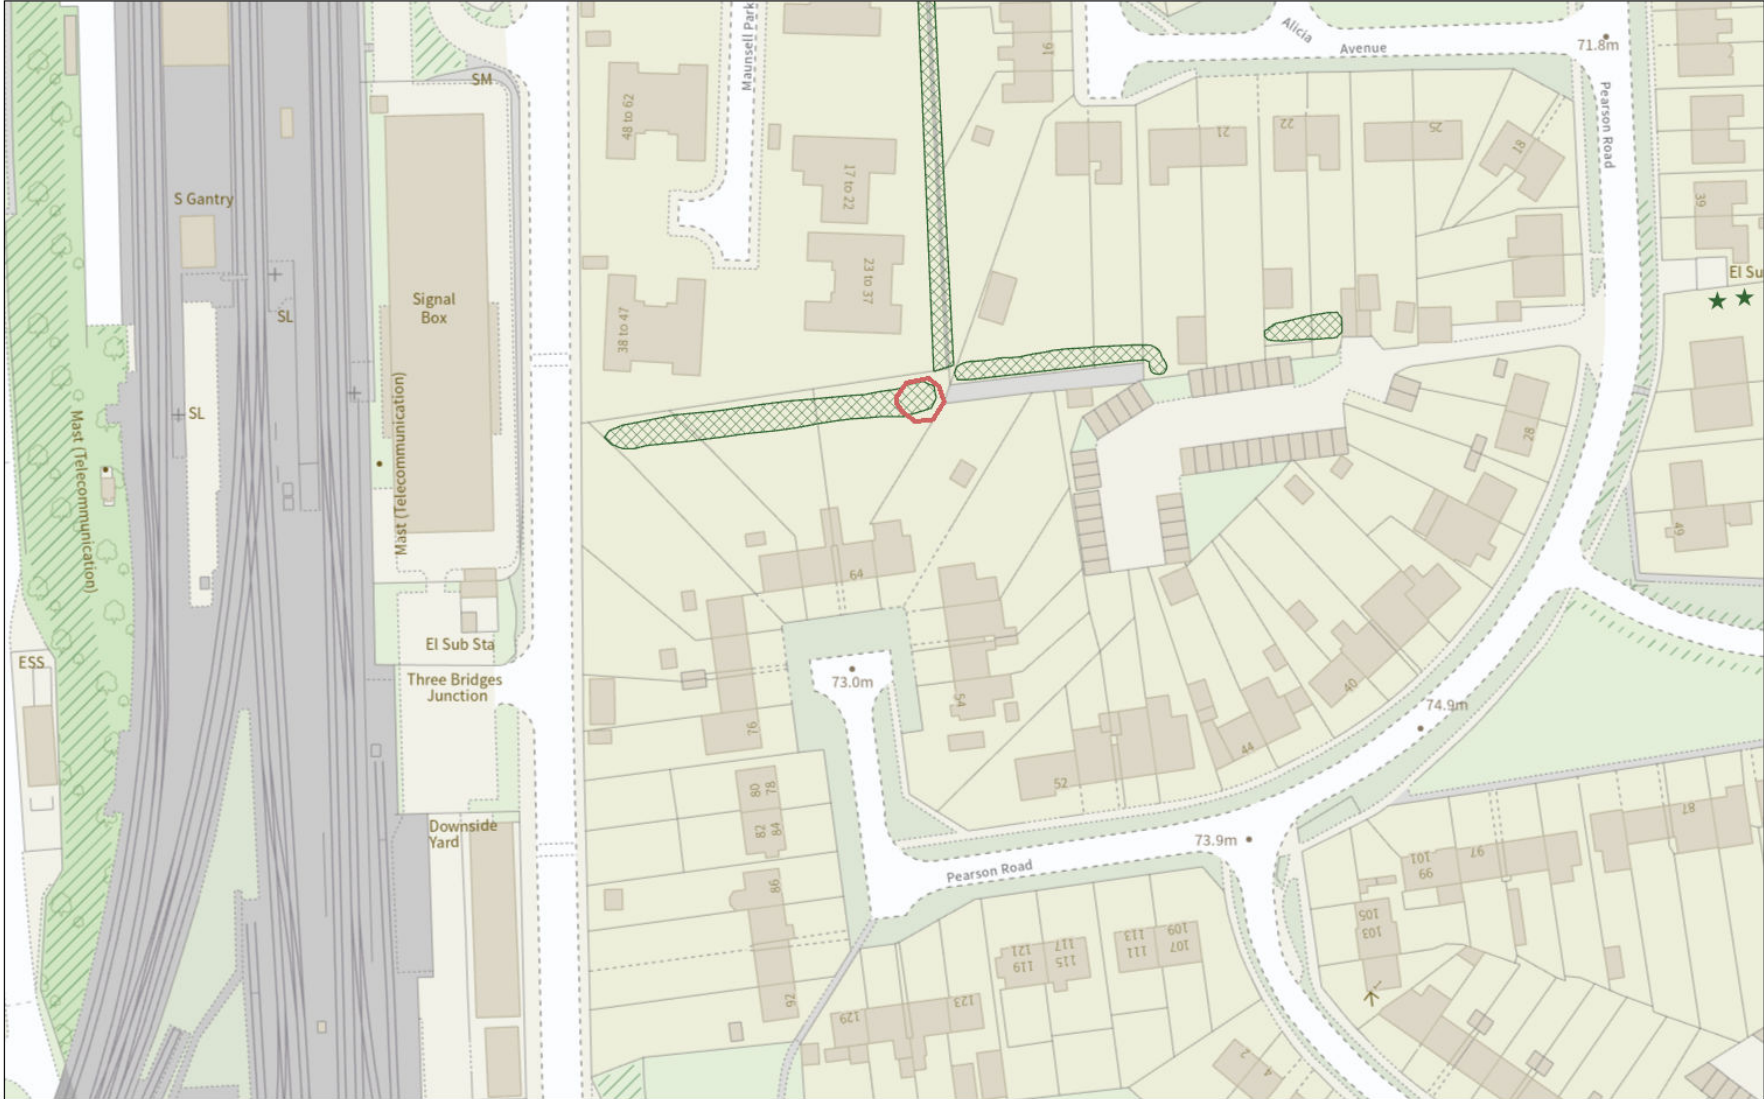 Maunsell Park
Alicia
Avenue
71.8m
Pearson Road
16
SM
48 to 62
21
22
25
18
17 to 22
S Gantry
39
El Su
23 to 37
Signal
Box
SL
38 to 47
SL
Mast (Telecommunication)
Mast (Telecommunication)
28
49
64
El Sub Sta
ESS
Three Bridges
Junction
73.0m
54
76
40
74.9m
44
52
80
78
82
84
87
Downside
Yard
73.9m
Pearson Road
97
101
99
86
105
103
121
117
119
115
113
109
111
107
92
123
129
2
4